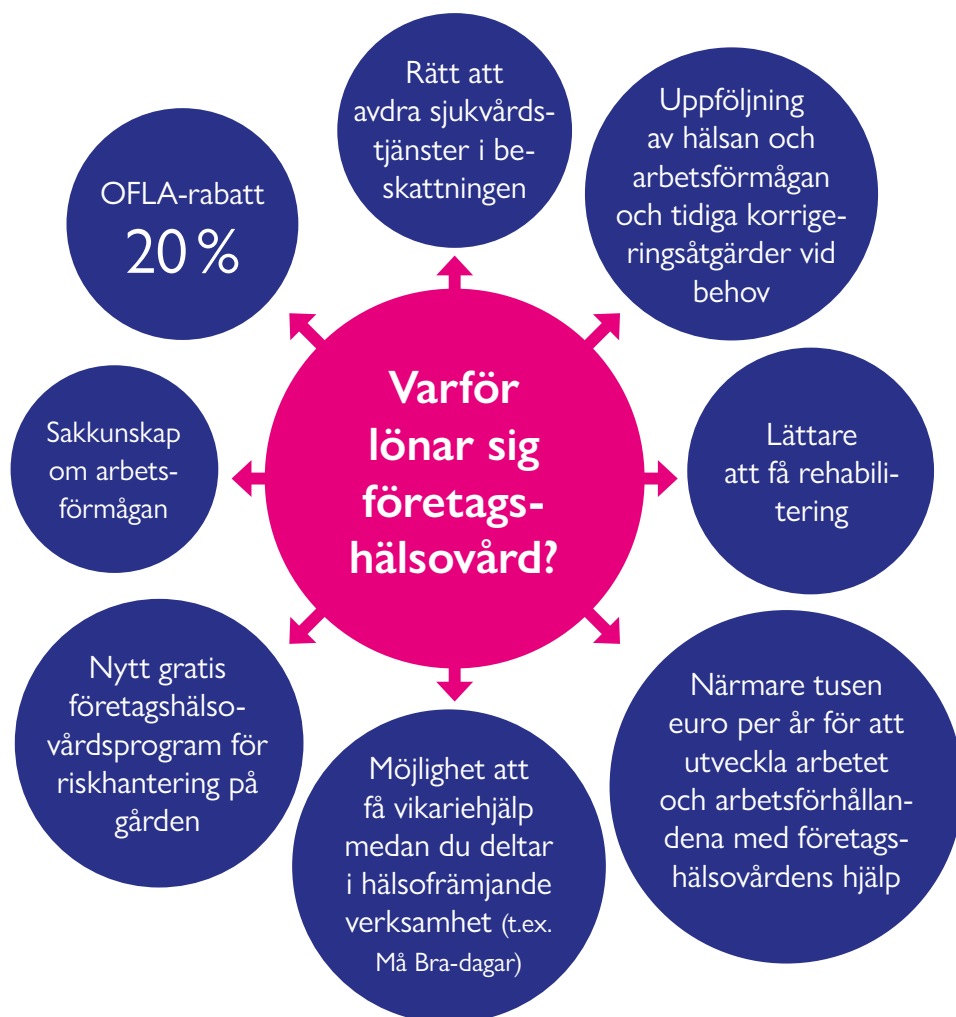 Rätt att
avdra sjukvårds-
tjänster i be-
skattningen
Uppföljning
av hälsan och
arbetsförmågan
och tidiga korrige-
ringsåtgärder vid
behov
OFLA-rabatt
20 %
Varför
lönar sig
företags-
hälsovård?
Sakkunskap
om arbets-
förmågan
Lättare
att få rehabili-
tering
Nytt gratis
företagshälso-
vårdsprogram för
riskhantering på
gården
Möjlighet att
få vikariehjälp
medan du deltar
i hälsofrämjande
verksamhet (t.ex.
Må Bra-dagar)
Närmare tusen
euro per år för att
utveckla arbetet
och arbetsförhållan-
dena med företags-
hälsovårdens hjälp